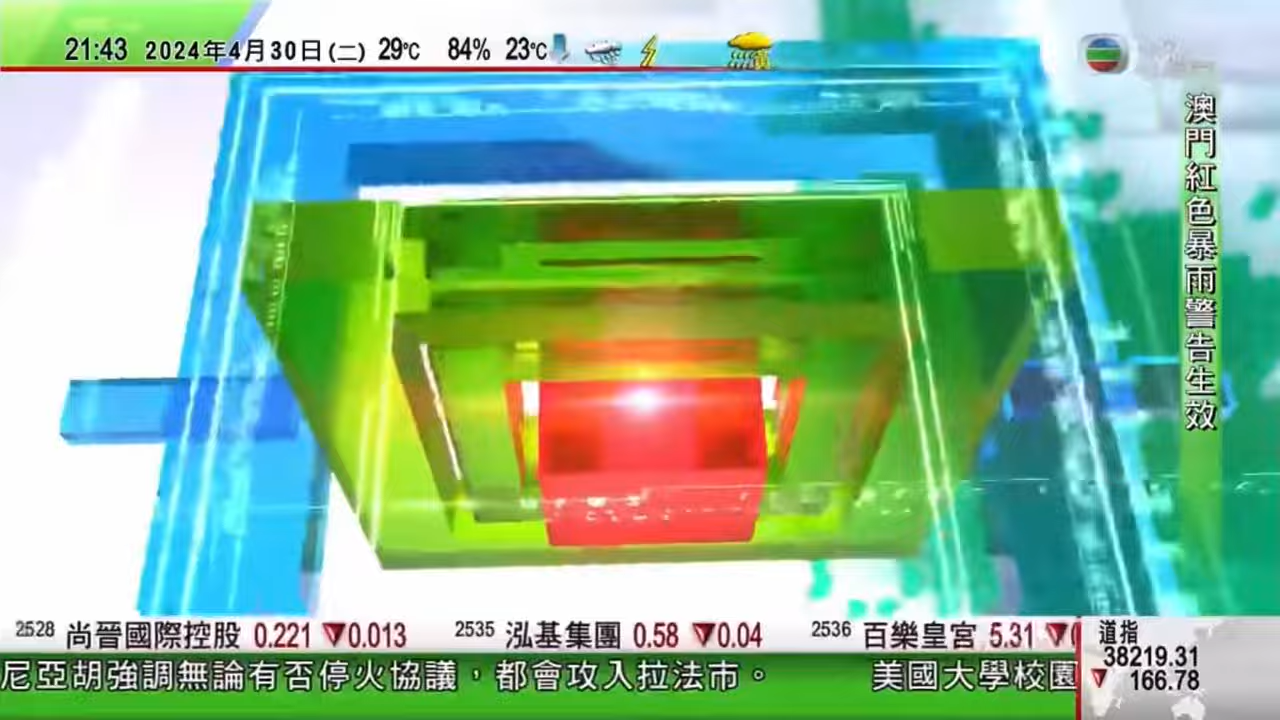 21:43 2024年4月30日(二) 29℃ 84% 23℃
澳門紅色暴雨警告生效
2528 尚晉國際控股 0.221 ▼0.013 2535 泓基集團 0.58 ▼0.04 2536 百樂皇宮 5.31 ▼0
道指
38219.31
▼ 166.78
尼亞胡強調無論有否停火協議，都會攻入拉法市。 美國大學校園